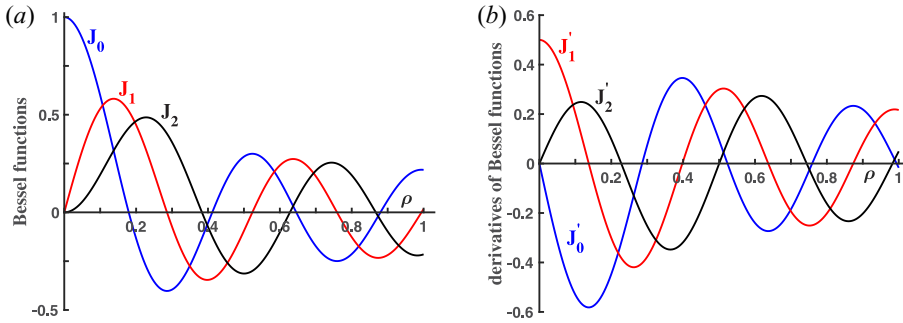 (a)
1
J0
J1
J2
0.5
Bessel functions
ρ
0
0.2
0.4
0.6
0.8
1
-0.5
(b)
0.6
J1'
0.4
J2'
0.2
derivatives of Bessel functions
ρ
0
0.2
0.4
0.6
0.8
1
-0.2
J0'
-0.4
-0.6